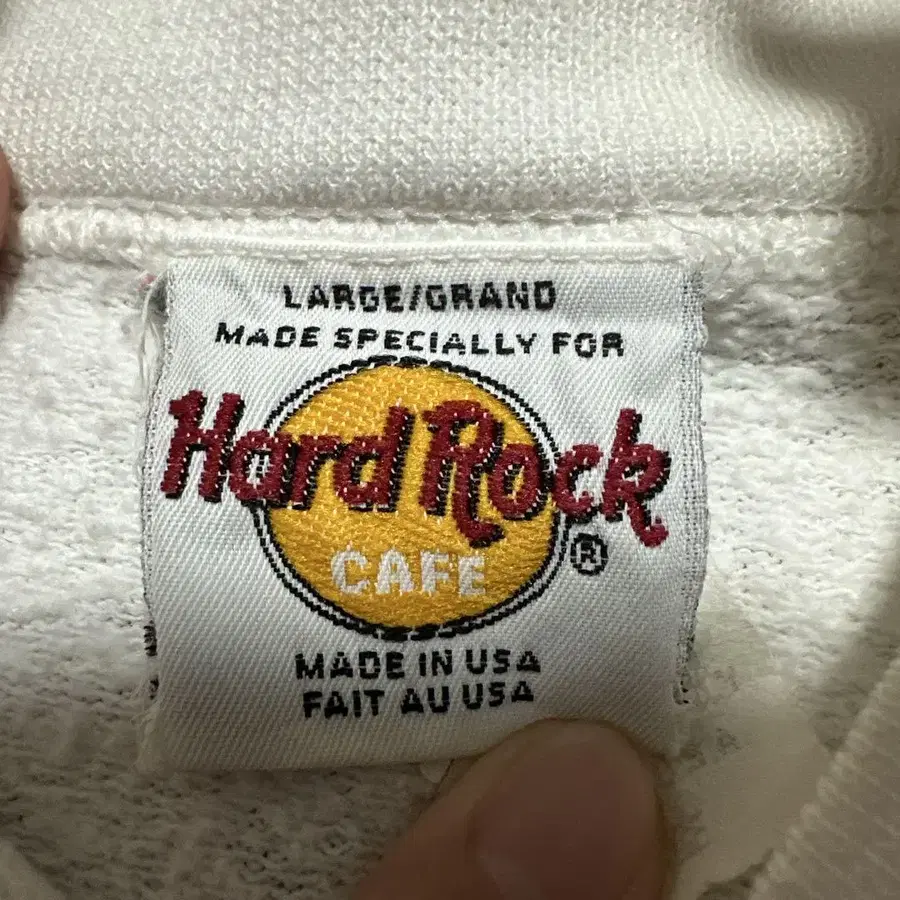 LARGE/GRAND
MADE SPECIALLY FOR
Hard Rock
CAFE ®
MADE IN USA
FAIT AU USA